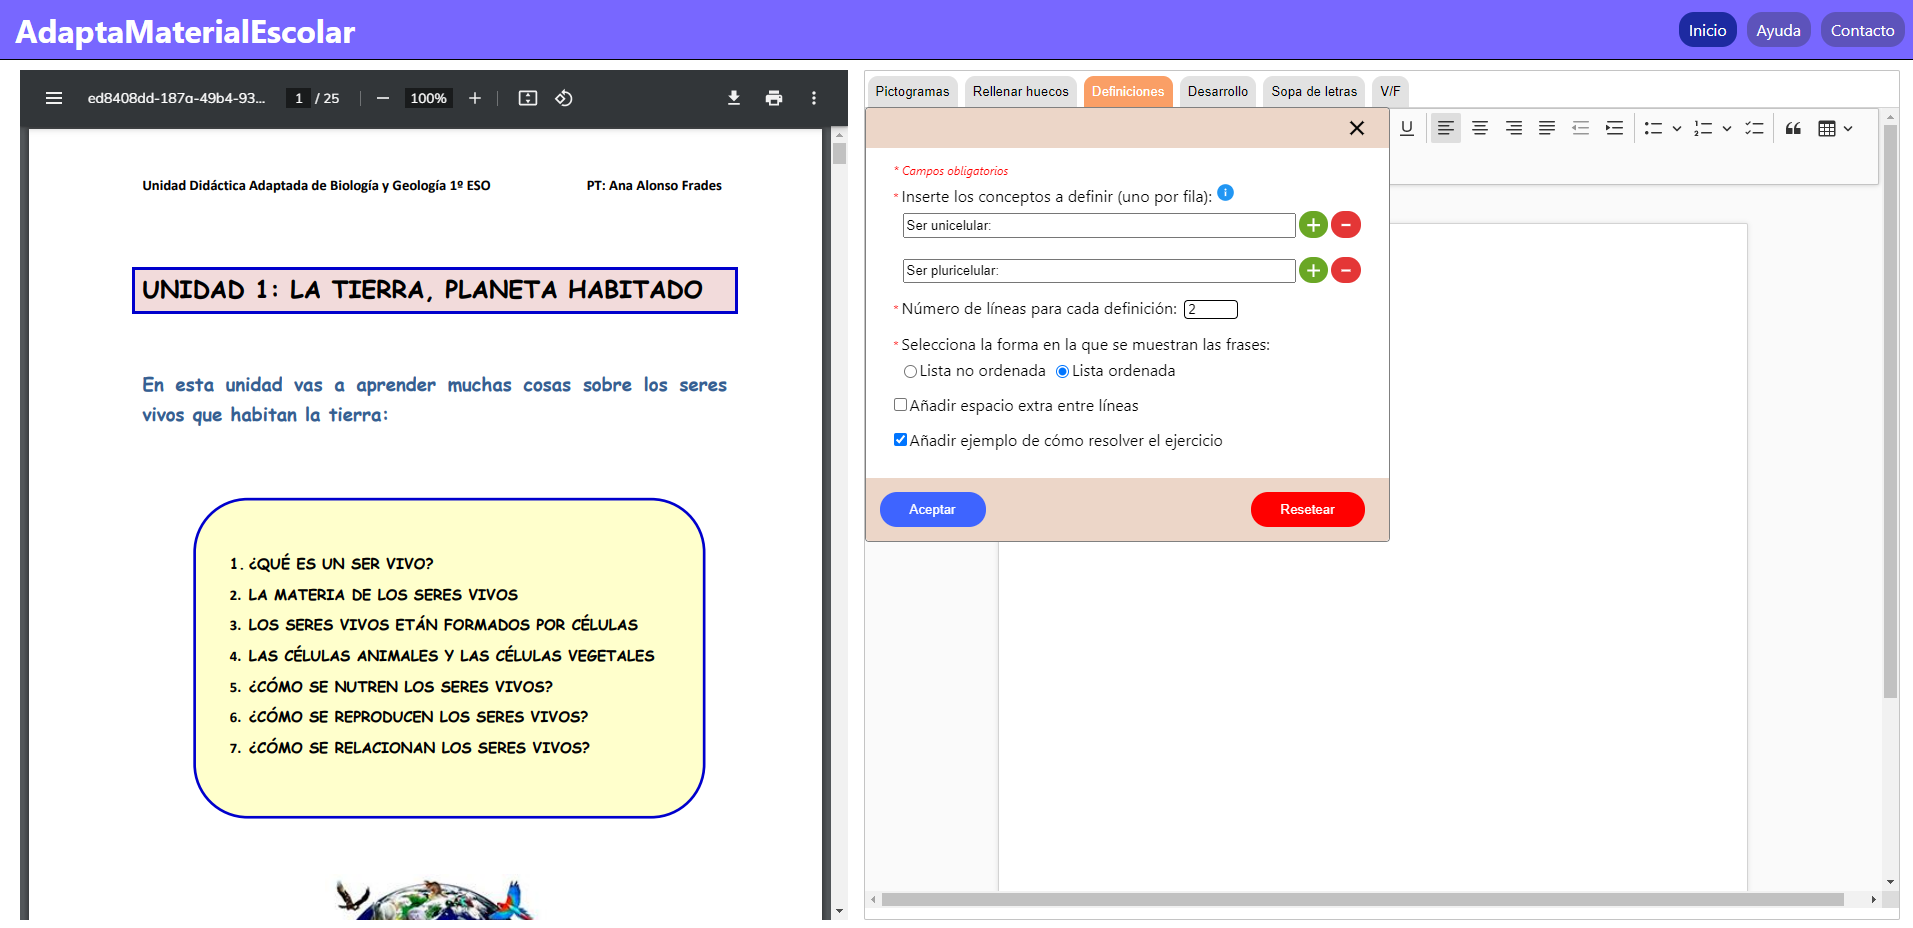 AdaptaMaterialEscolar
Inicio
Ayuda
Contacto
ed8408dd-187a-49b4-93...
1 / 25
100%
Unidad Didáctica Adaptada de Biología y Geología 1º ESO
PT: Ana Alonso Frades
UNIDAD 1: LA TIERRA, PLANETA HABITADO
En esta unidad vas a aprender muchas cosas sobre los seres
vivos que habitan la tierra:
1. ¿QUÉ ES UN SER VIVO?
2. LA MATERIA DE LOS SERES VIVOS
3. LOS SERES VIVOS ETÁN FORMADOS POR CÉLULAS
4. LAS CÉLULAS ANIMALES Y LAS CÉLULAS VEGETALES
5. ¿CÓMO SE NUTREN LOS SERES VIVOS?
6. ¿CÓMO SE REPRODUCEN LOS SERES VIVOS?
7. ¿CÓMO SE RELACIONAN LOS SERES VIVOS?
Pictogramas
Rellenar huecos
Definiciones
Desarrollo
Sopa de letras
V/F
* Campos obligatorios
* Inserte los conceptos a definir (uno por fila):
Ser unicelular:
Ser pluricelular:
* Número de líneas para cada definición: 2
* Selecciona la forma en la que se muestran las frases:
Lista no ordenada
Lista ordenada
Añadir espacio extra entre líneas
Añadir ejemplo de cómo resolver el ejercicio
Aceptar
Resetear